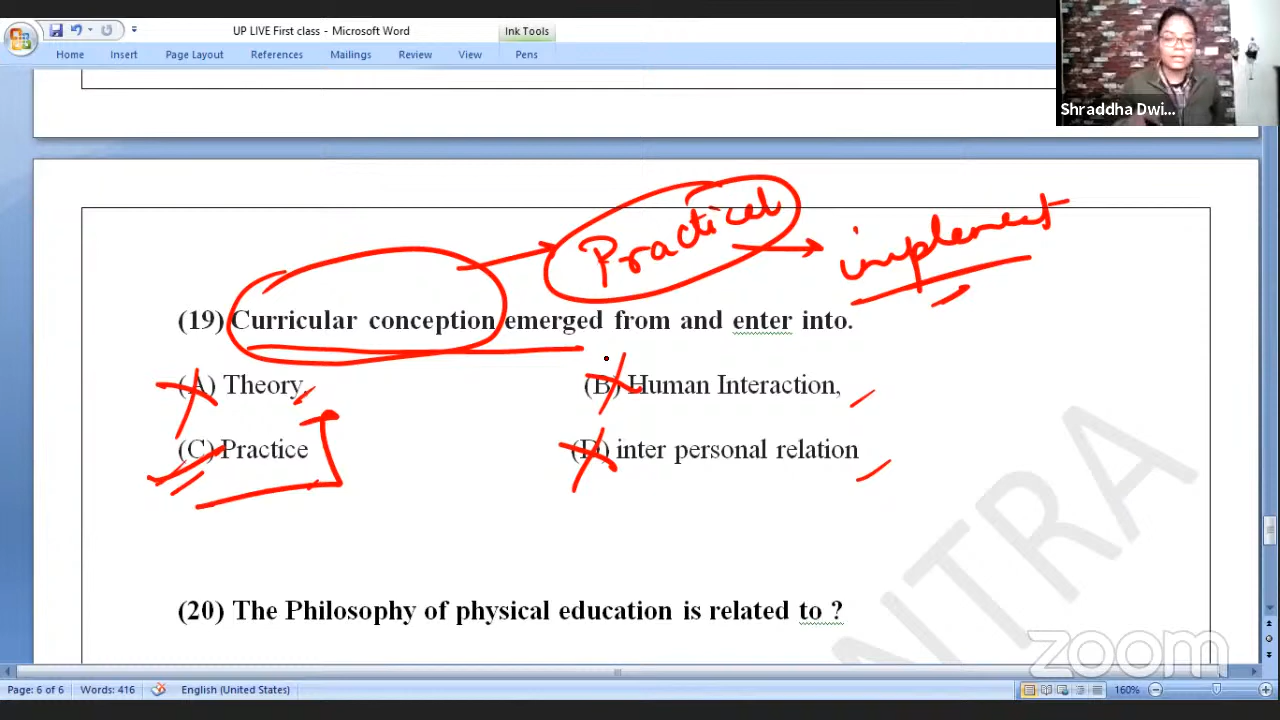 UP LIVE First class - Microsoft Word
Ink Tools
Home Insert Page Layout References Mailings Review View Pens
Shraddha Dwi...
Practical
implement
(19) Curricular conception emerged from and enter into.
(A) Theory, (B) Human Interaction,
(C) Practice (D) inter personal relation
NTRA
(20) The Philosophy of physical education is related to ?
zoom
Page: 6 of 6 Words: 416 English (United States) 160%